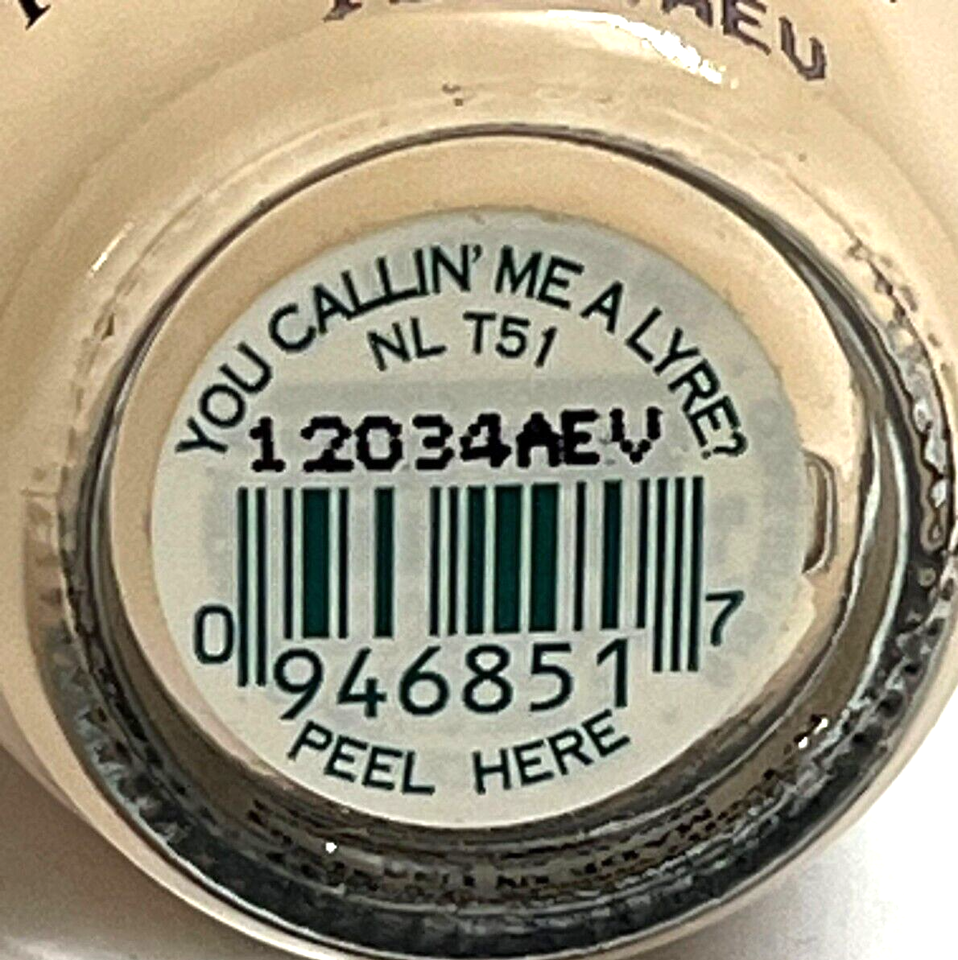 YOU CALLIN' ME A LYRE?
NL T51
12034AEV
0 946851 7
PEEL HERE